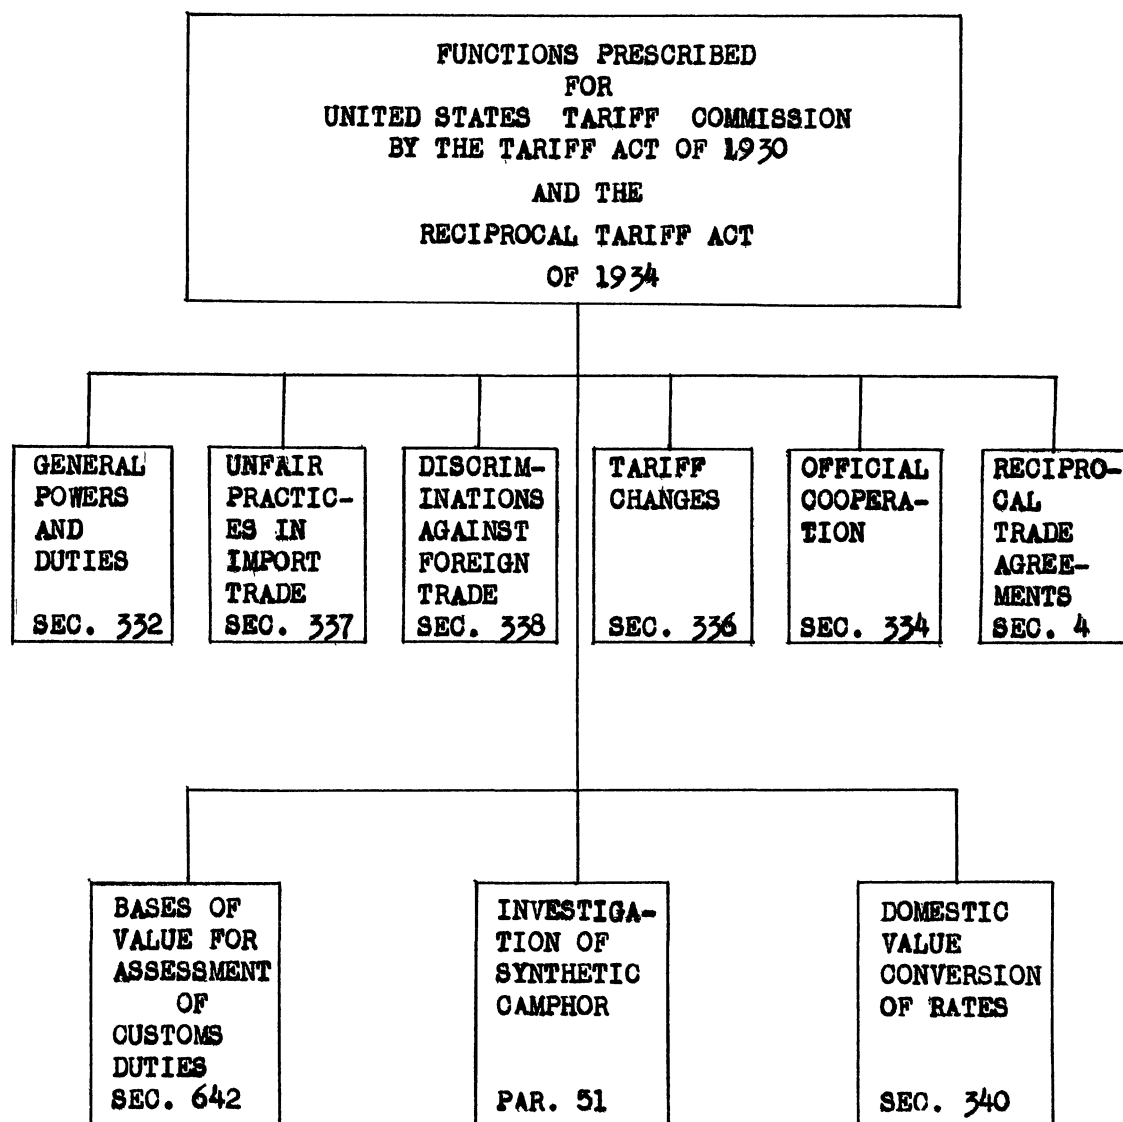 FUNCTIONS PRESCRIBED
FOR
UNITED STATES TARIFF COMMISSION
BY THE TARIFF ACT OF 1930
AND THE
RECIPROCAL TARIFF ACT
OF 1934
GENERAL
POWERS
AND
DUTIES
SEC. 332
UNFAIR
PRACTIC-
ES IN
IMPORT
TRADE
SEC. 337
DISCRIM-
INATIONS
AGAINST
FOREIGN
TRADE
SEC. 338
TARIFF
CHANGES
SEC. 336
OFFICIAL
COOPERA-
TION
SEC. 334
RECIPRO-
CAL
TRADE
AGREE-
MENTS
SEC. 4
BASES OF
VALUE FOR
ASSESSMENT
OF
CUSTOMS
DUTIES
SEC. 642
INVESTIGA-
TION OF
SYNTHETIC
CAMPHOR
PAR. 51
DOMESTIC
VALUE
CONVERSION
OF RATES
SEC. 340